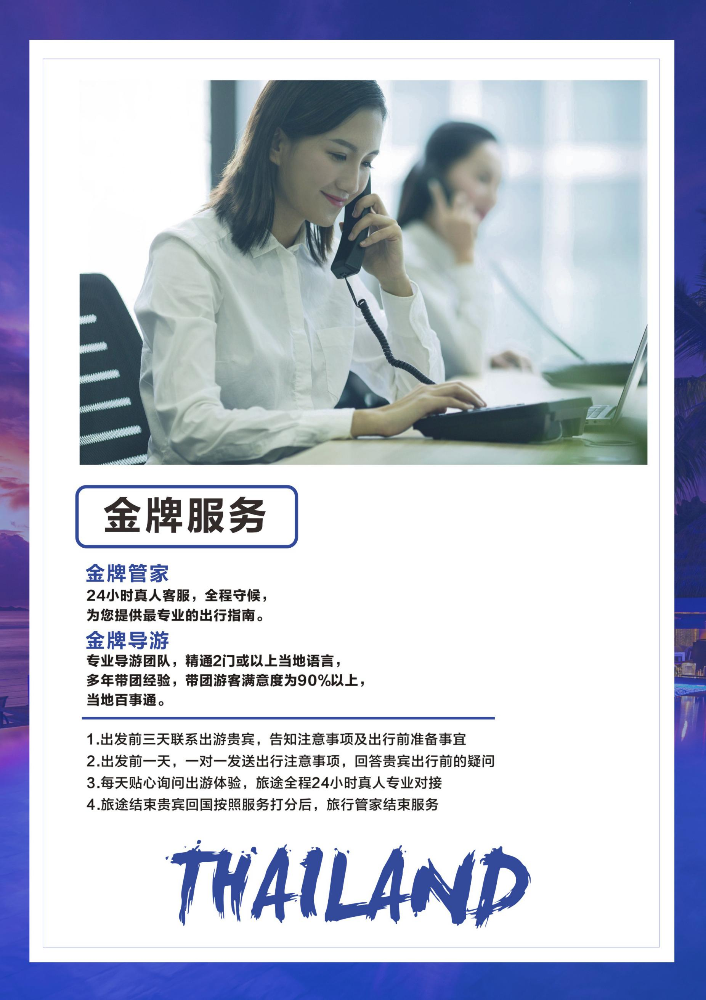 金牌服务
金牌管家
24小时真人客服，全程守候，
为您提供最专业的出行指南。
金牌导游
专业导游团队，精通2门或以上当地语言，
多年带团经验，带团游客满意度为90%以上，
当地百事通。
1.出发前三天联系出游贵宾，告知注意事项及出行前准备事宜
2.出发前一天，一对一发送出行注意事项，回答贵宾出行前的疑问
3.每天贴心询问出游体验，旅途全程24小时真人专业对接
4.旅途结束贵宾回国按照服务打分后，旅行管家结束服务
THAILAND